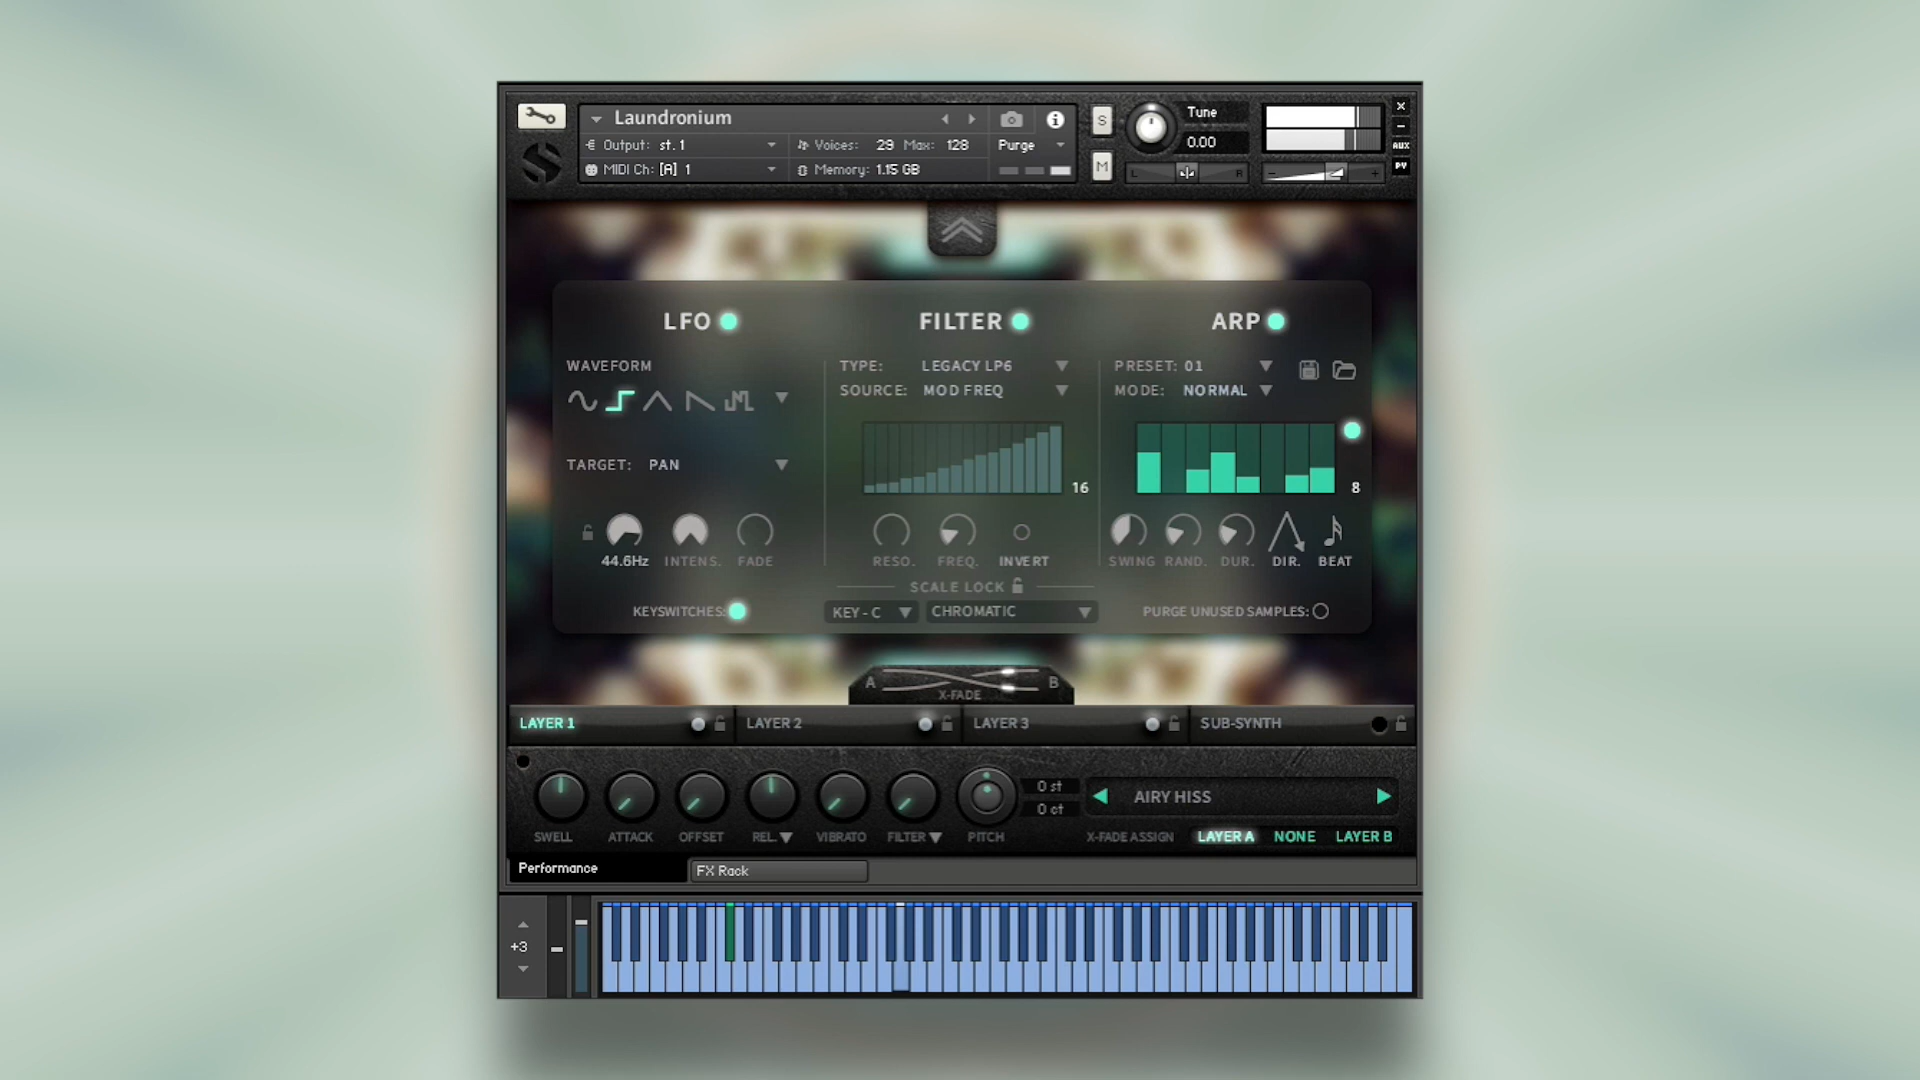 Laundronium
Output: st. 1
Voices: 29 Max: 128
Purge
MIDI Ch: [A] 1
Memory: 1.15 GB
S
M
Tune
0.00
L R
- +
x
-
AUX
PV
LFO
FILTER
ARP
WAVEFORM
TYPE: LEGACY LP6
SOURCE: MOD FREQ
PRESET: 01
MODE: NORMAL
TARGET: PAN
16
8
44.6Hz INTENS. FADE
RESO. FREQ. INVERT
SWING RAND. DUR. DIR. BEAT
SCALE LOCK
KEYSWITCHES:
KEY - C
CHROMATIC
PURGE UNUSED SAMPLES:
A B
X-FADE
LAYER 1
LAYER 2
LAYER 3
SUB-SYNTH
0 st
0 ct
AIRY HISS
SWELL ATTACK OFFSET REL. VIBRATO FILTER PITCH
X-FADE ASSIGN LAYER A NONE LAYER B
Performance
FX Rack
+3